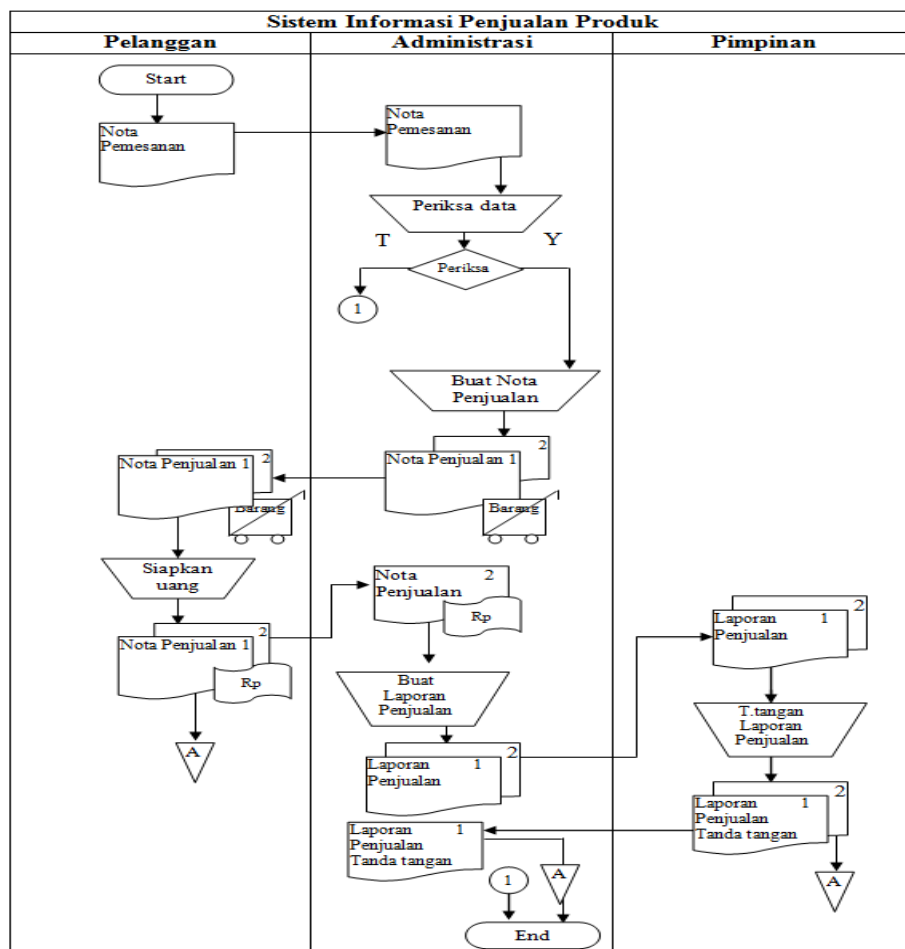 Sistem Informasi Penjualan Produk
Pelanggan
Administrasi
Pimpinan
Start
Nota
Pemesanan
Nota
Pemesanan
Periksa data
T
Y
Periksa
1
Buat Nota
Penjualan
2
Nota Penjualan 1
Barang
2
Nota Penjualan 1
Barang
Siapkan
uang
2
Nota Penjualan 1
Rp
A
Nota 2
Penjualan
Rp
Buat
Laporan
Penjualan
2
Laporan 1
Penjualan
2
Laporan 1
Penjualan
T.tangan
Laporan
Penjualan
2
Laporan 1
Penjualan
Tanda tangan
A
Laporan 1
Penjualan
Tanda tangan
1
A
End